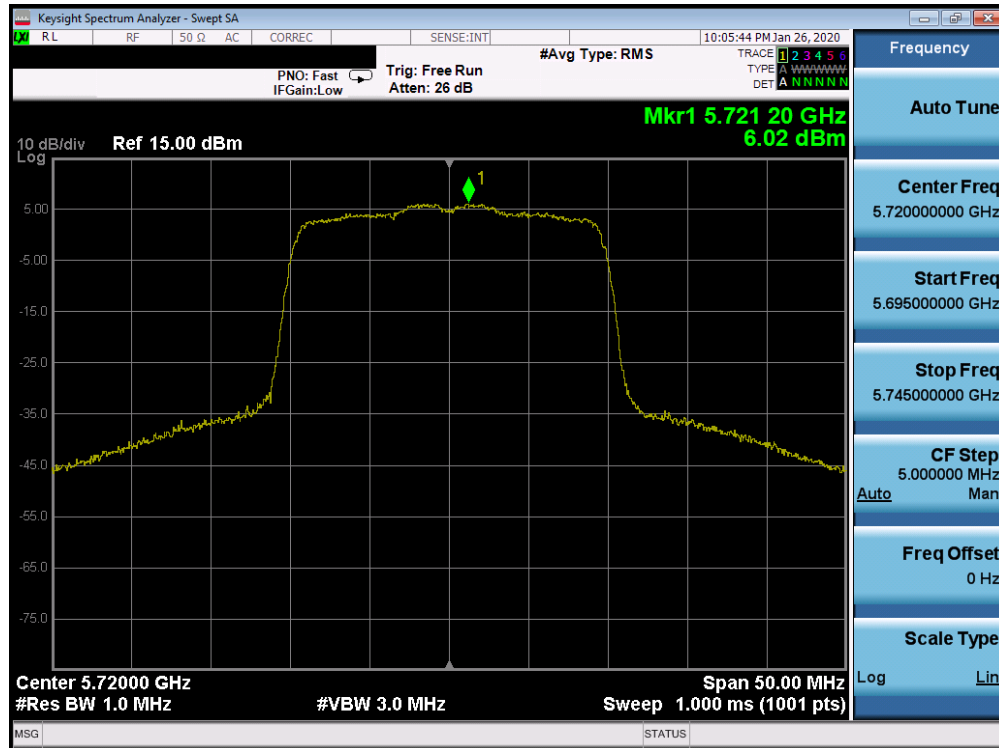 Keysight Spectrum Analyzer - Swept SA
LXI RL RF 50 Ω AC CORREC SENSE:INT 10:05:44 PM Jan 26, 2020
#Avg Type: RMS
TRACE 1 2 3 4 5 6
TYPE A WWWWW
DET A N N N N N
PNO: Fast
IFGain:Low
Trig: Free Run
Atten: 26 dB
Mkr1 5.721 20 GHz
6.02 dBm
10 dB/div Ref 15.00 dBm
Log
1
5.00
-5.00
-15.0
-25.0
-35.0
-45.0
-55.0
-65.0
-75.0
Center 5.72000 GHz Span 50.00 MHz
#Res BW 1.0 MHz #VBW 3.0 MHz Sweep 1.000 ms (1001 pts)
MSG STATUS
Frequency
Auto Tune
Center Freq
5.720000000 GHz
Start Freq
5.695000000 GHz
Stop Freq
5.745000000 GHz
CF Step
5.000000 MHz
Auto Man
Freq Offset
0 Hz
Scale Type
Log Lin